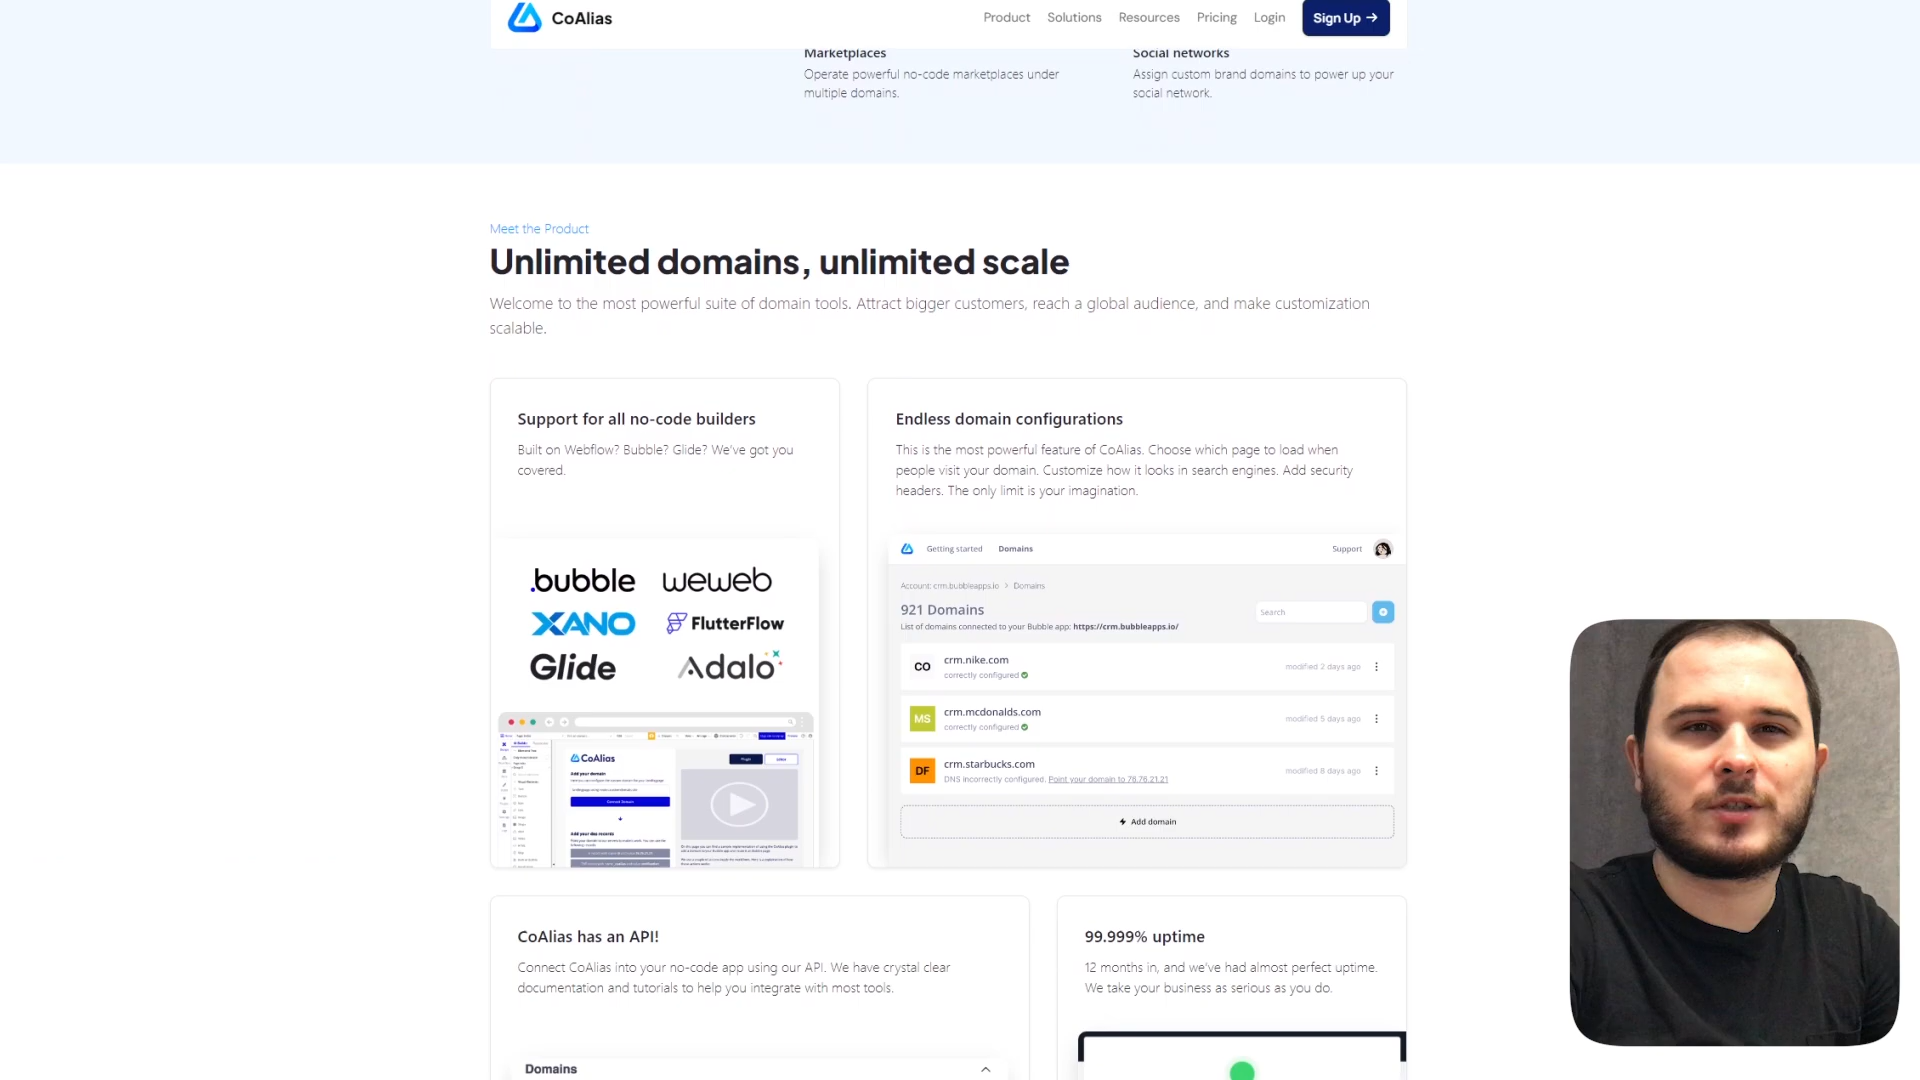 CoAlias
Product
Solutions
Resources
Pricing
Login
Sign Up →
Marketplaces
Operate powerful no-code marketplaces under
multiple domains.
Social networks
Assign custom brand domains to power up your
social network.
Meet the Product
Unlimited domains, unlimited scale
Welcome to the most powerful suite of domain tools. Attract bigger customers, reach a global audience, and make customization
scalable.
Support for all no-code builders
Built on Webflow? Bubble? Glide? We've got you
covered.
.bubble
weweb
XANO
FlutterFlow
Glide
Adalo
CoAlias
Add your domain
Connect Domain
Endless domain configurations
This is the most powerful feature of CoAlias. Choose which page to load when
people visit your domain. Customize how it looks in search engines. Add security
headers. The only limit is your imagination.
Getting started
Domains
Support
Account: crm.bubbleapps.io > Domains
921 Domains
List of domains connected to your Bubble app: https://crm.bubbleapps.io/
Search
CO
crm.nike.com
correctly configured
modified 2 days ago
MS
crm.mcdonalds.com
correctly configured
modified 5 days ago
DF
crm.starbucks.com
DNS incorrectly configured. Point your domain to 76.76.21.21
modified 8 days ago
Add domain
CoAlias has an API!
Connect CoAlias into your no-code app using our API. We have crystal clear
documentation and tutorials to help you integrate with most tools.
Domains
99.999% uptime
12 months in, and we've had almost perfect uptime.
We take your business as serious as you do.